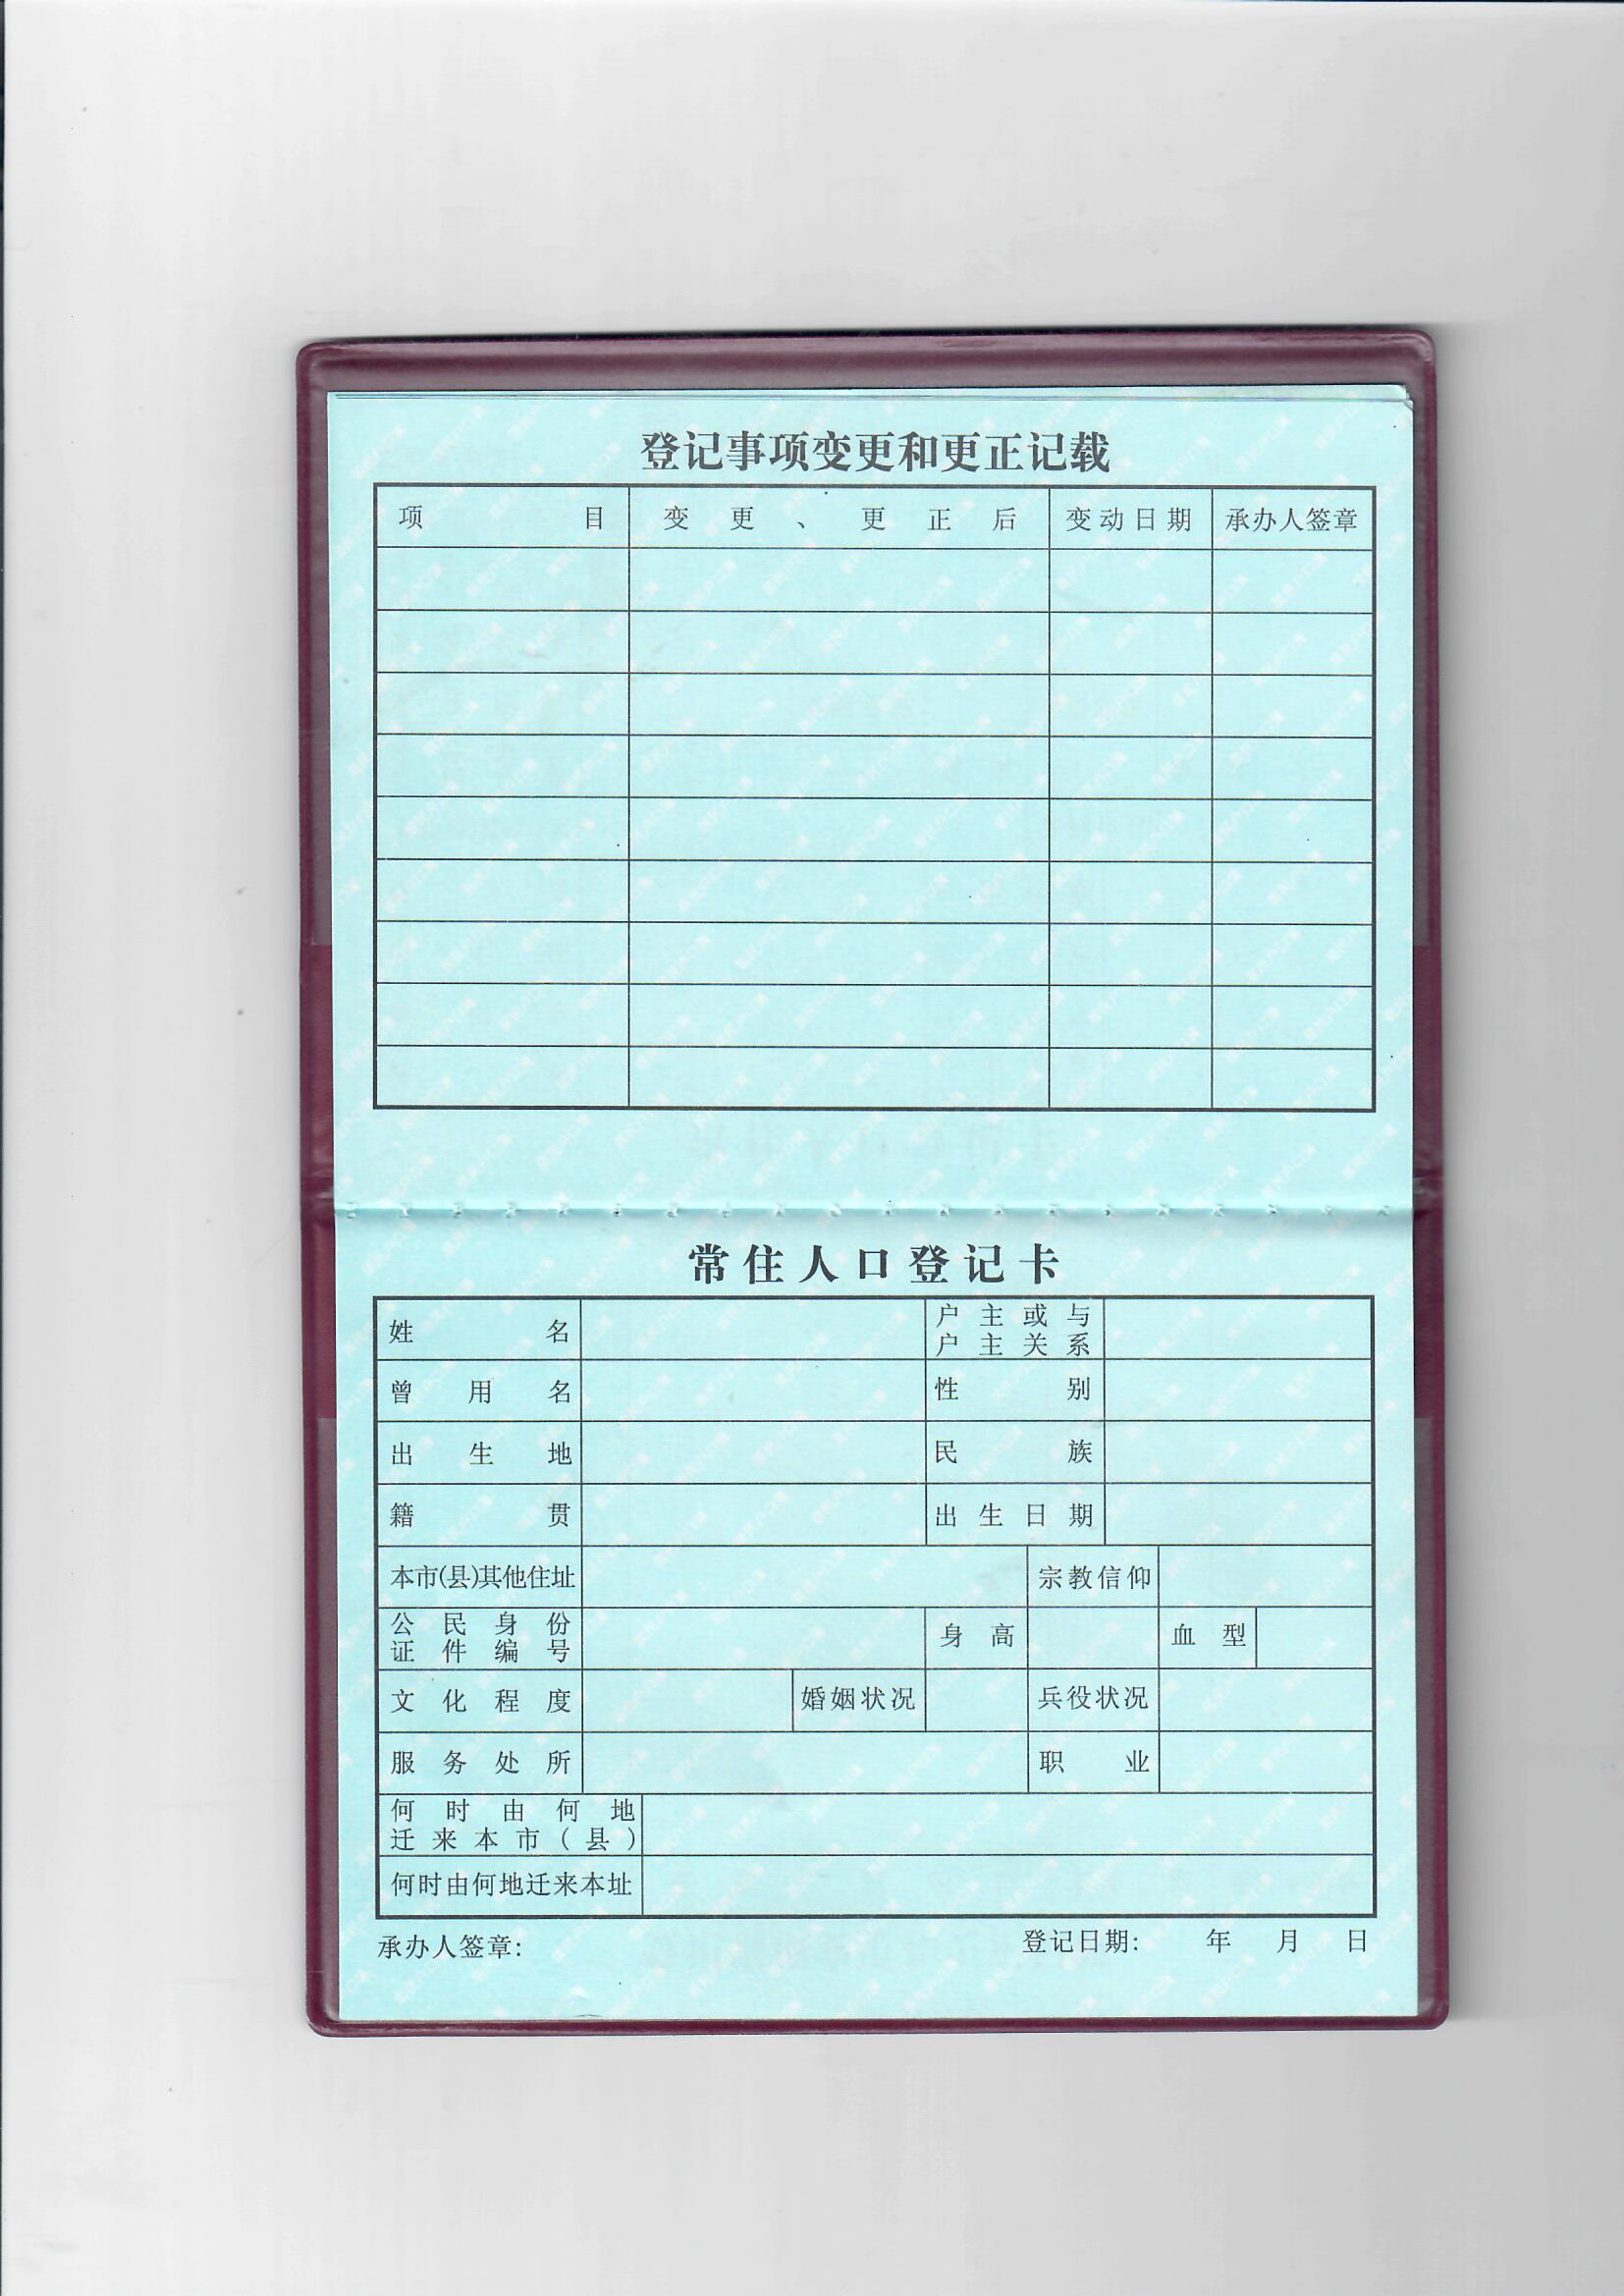 登记事项变更和更正记载
项目 变更、更正后 变动日期 承办人签章
常住人口登记卡
姓名 户主或与户主关系
曾用名 性别
出生地 民族
籍贯 出生日期
本市(县)其他住址 宗教信仰
公民身份证件编号 身高 血型
文化程度 婚姻状况 兵役状况
服务处所 职业
何时由何地
迁来本市(县)
何时由何地迁来本址
承办人签章: 登记日期: 年 月 日